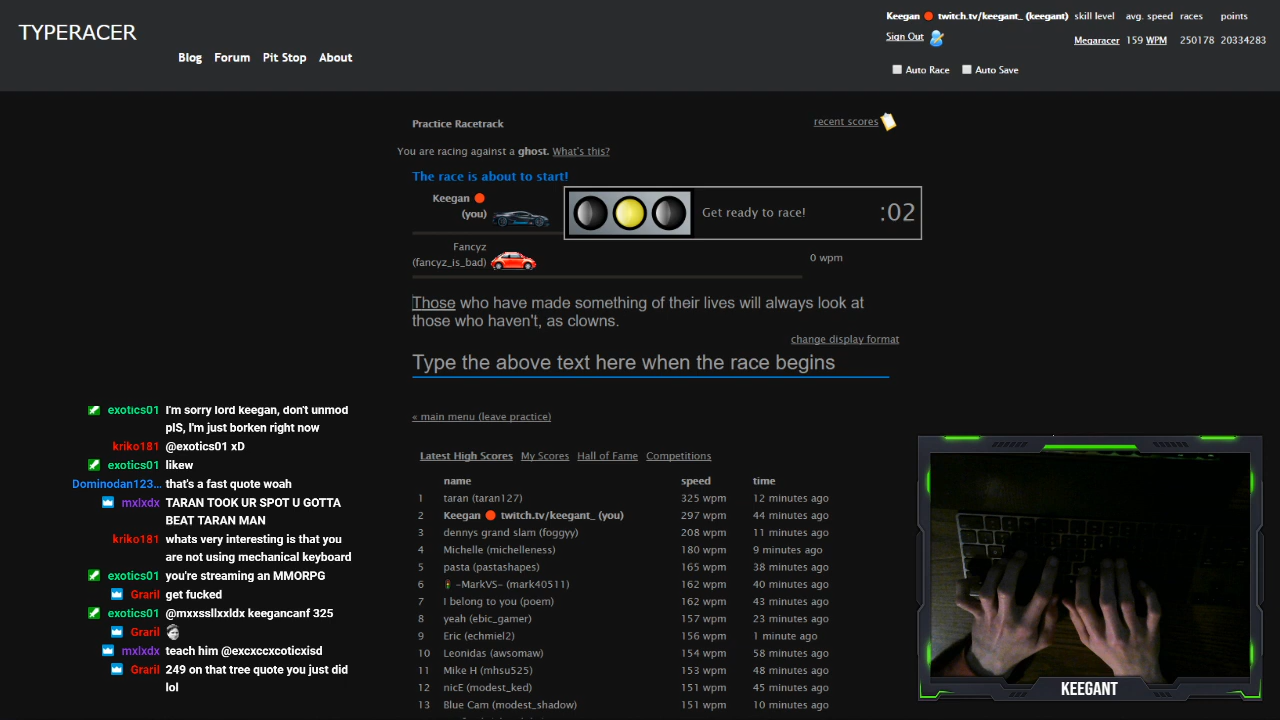 TYPERACER
Blog Forum Pit Stop About
Keegan twitch.tv/keegant_ (keegant) skill level avg. speed races points
Sign Out Megaracer 159 WPM 250178 20334283
Auto Race Auto Save
Practice Racetrack recent scores
You are racing against a ghost. What's this?
The race is about to start!
Keegan
(you)
Get ready to race! :02
Fancyz
(fancyz_is_bad) 0 wpm
Those who have made something of their lives will always look at
those who haven't, as clowns.
change display format
Type the above text here when the race begins
« main menu (leave practice)
Latest High Scores My Scores Hall of Fame Competitions
name speed time
1 taran (taran127) 325 wpm 12 minutes ago
2 Keegan twitch.tv/keegant_ (you) 297 wpm 44 minutes ago
3 dennys grand slam (foggyy) 208 wpm 11 minutes ago
4 Michelle (michelleness) 180 wpm 9 minutes ago
5 pasta (pastashapes) 165 wpm 38 minutes ago
6 ~MarkVS~ (mark40511) 162 wpm 40 minutes ago
7 I belong to you (poem) 162 wpm 43 minutes ago
8 yeah (ebic_gamer) 157 wpm 23 minutes ago
9 Eric (echmiel2) 156 wpm 1 minute ago
10 Leonidas (awsomaw) 154 wpm 58 minutes ago
11 Mike H (mhsu525) 153 wpm 48 minutes ago
12 nicE (modest_ked) 151 wpm 45 minutes ago
13 Blue Cam (modest_shadow) 151 wpm 10 minutes ago
exotics01 I'm sorry lord keegan, don't unmod
plS, I'm just borken right now
kriko181 @exotics01 xD
exotics01 likew
Dominodan123... that's a fast quote woah
mxlxdx TARAN TOOK UR SPOT U GOTTA
BEAT TARAN MAN
kriko181 whats very interesting is that you
are not using mechanical keyboard
exotics01 you're streaming an MMORPG
Graril get fucked
exotics01 @mxxssllxxldx keegancanf 325
Graril
mxlxdx teach him @excxccxcoticxisd
Graril 249 on that tree quote you just did
lol
KEEGANT